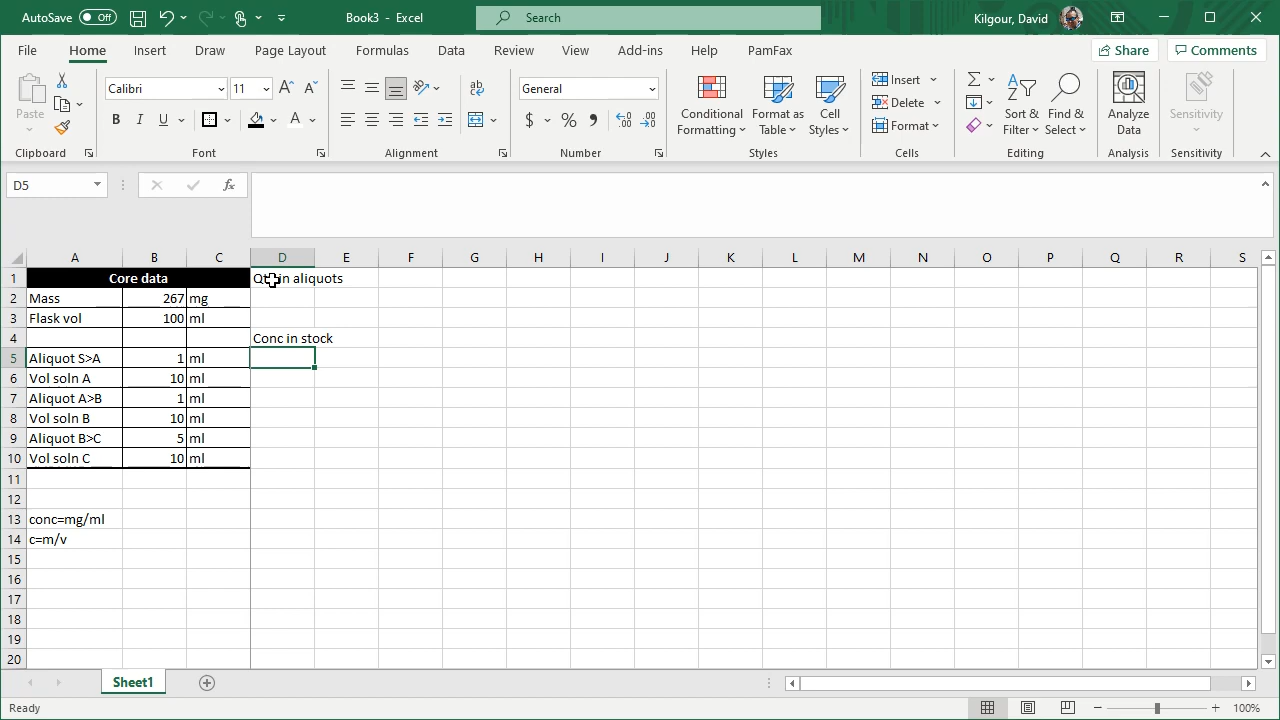 AutoSave Off Book3 - Excel Search Kilgour, David
File Home Insert Draw Page Layout Formulas Data Review View Add-ins Help PamFax Share Comments
Paste
Clipboard
Calibri 11
B I U A
Font
ab
Alignment
General
$ % 9
Number
Conditional Formatting
Format as Table
Cell Styles
Styles
Insert
Delete
Format
Cells
Sort & Filter
Find & Select
Editing
Analyze Data
Analysis
Sensitivity
Sensitivity
D5 fx
A B C D E F G H I J K L M N O P Q R S
1 Core data in aliquots
2 Mass 267 mg
3 Flask vol 100 ml
4 Conc in stock
5 Aliquot S>A 1 ml
6 Vol soln A 10 ml
7 Aliquot A>B 1 ml
8 Vol soln B 10 ml
9 Aliquot B>C 5 ml
10 Vol soln C 10 ml
11
12
13 conc=mg/ml
14 c=m/v
15
16
17
18
19
20
Sheet1
Ready 100%